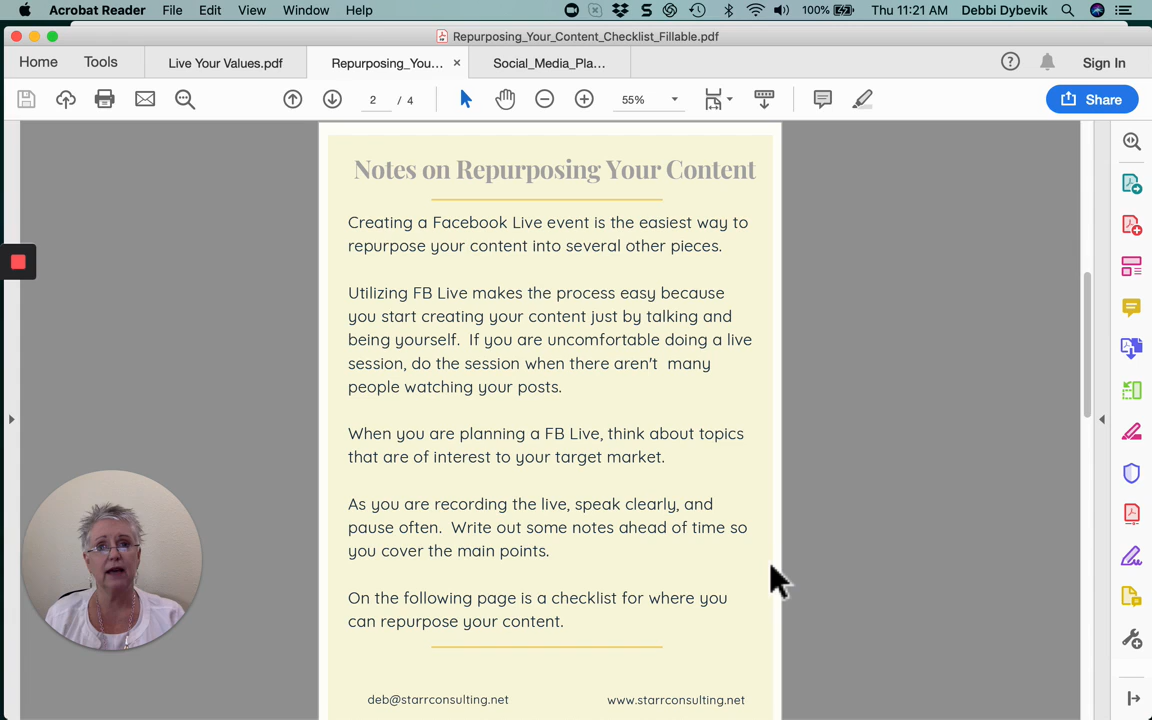 Acrobat Reader File Edit View Window Help 100% Thu 11:21 AM Debbi Dybevik
Repurposing_Your_Content_Checklist_Fillable.pdf
Home Tools Live Your Values.pdf Repurposing_You... × Social_Media_Pla... Sign In
2 / 4 55% Share
Notes on Repurposing Your Content
Creating a Facebook Live event is the easiest way to
repurpose your content into several other pieces.
Utilizing FB Live makes the process easy because
you start creating your content just by talking and
being yourself. If you are uncomfortable doing a live
session, do the session when there aren't many
people watching your posts.
When you are planning a FB Live, think about topics
that are of interest to your target market.
As you are recording the live, speak clearly, and
pause often. Write out some notes ahead of time so
you cover the main points.
On the following page is a checklist for where you
can repurpose your content.
deb@starrconsulting.net www.starrconsulting.net